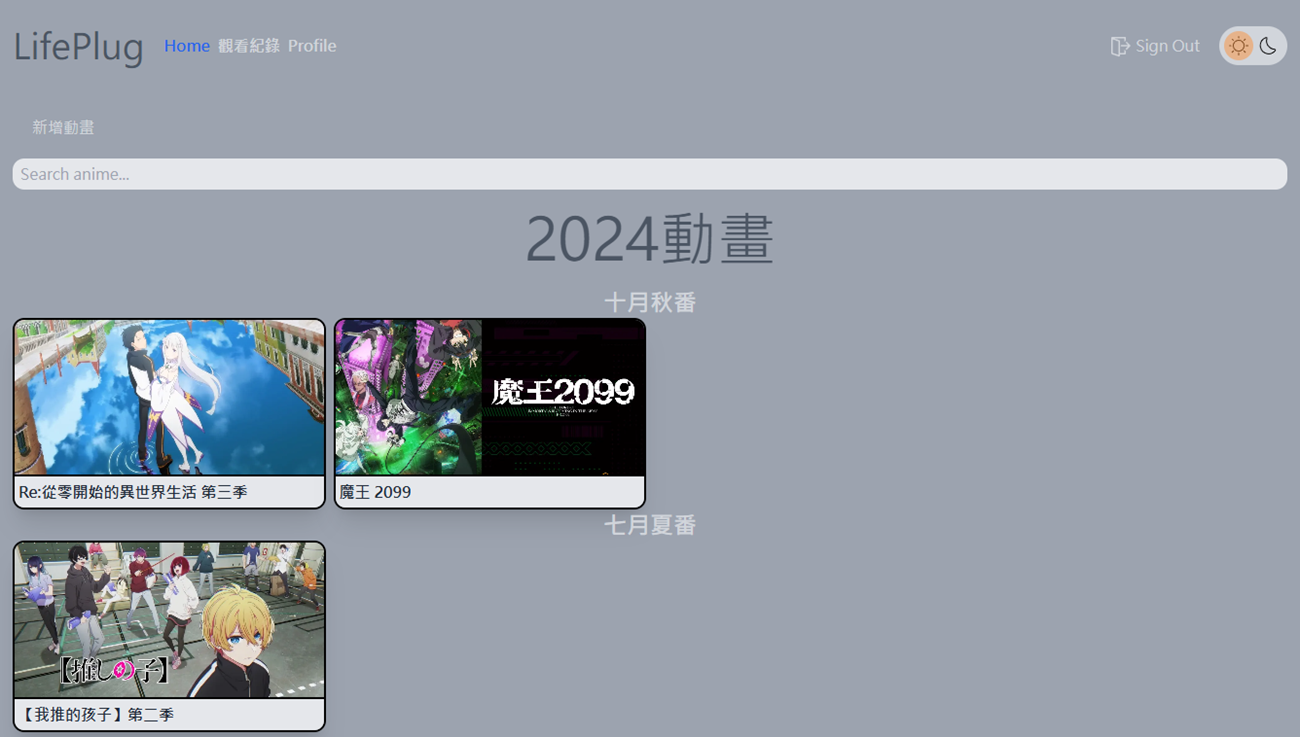 LifePlug Home 觀看紀錄 Profile Sign Out
新增動畫
Search anime...
2024動畫
十月秋番
魔王2099
Re:從零開始的異世界生活 第三季
魔王 2099
七月夏番
【推しの子】
【我推的孩子】第二季